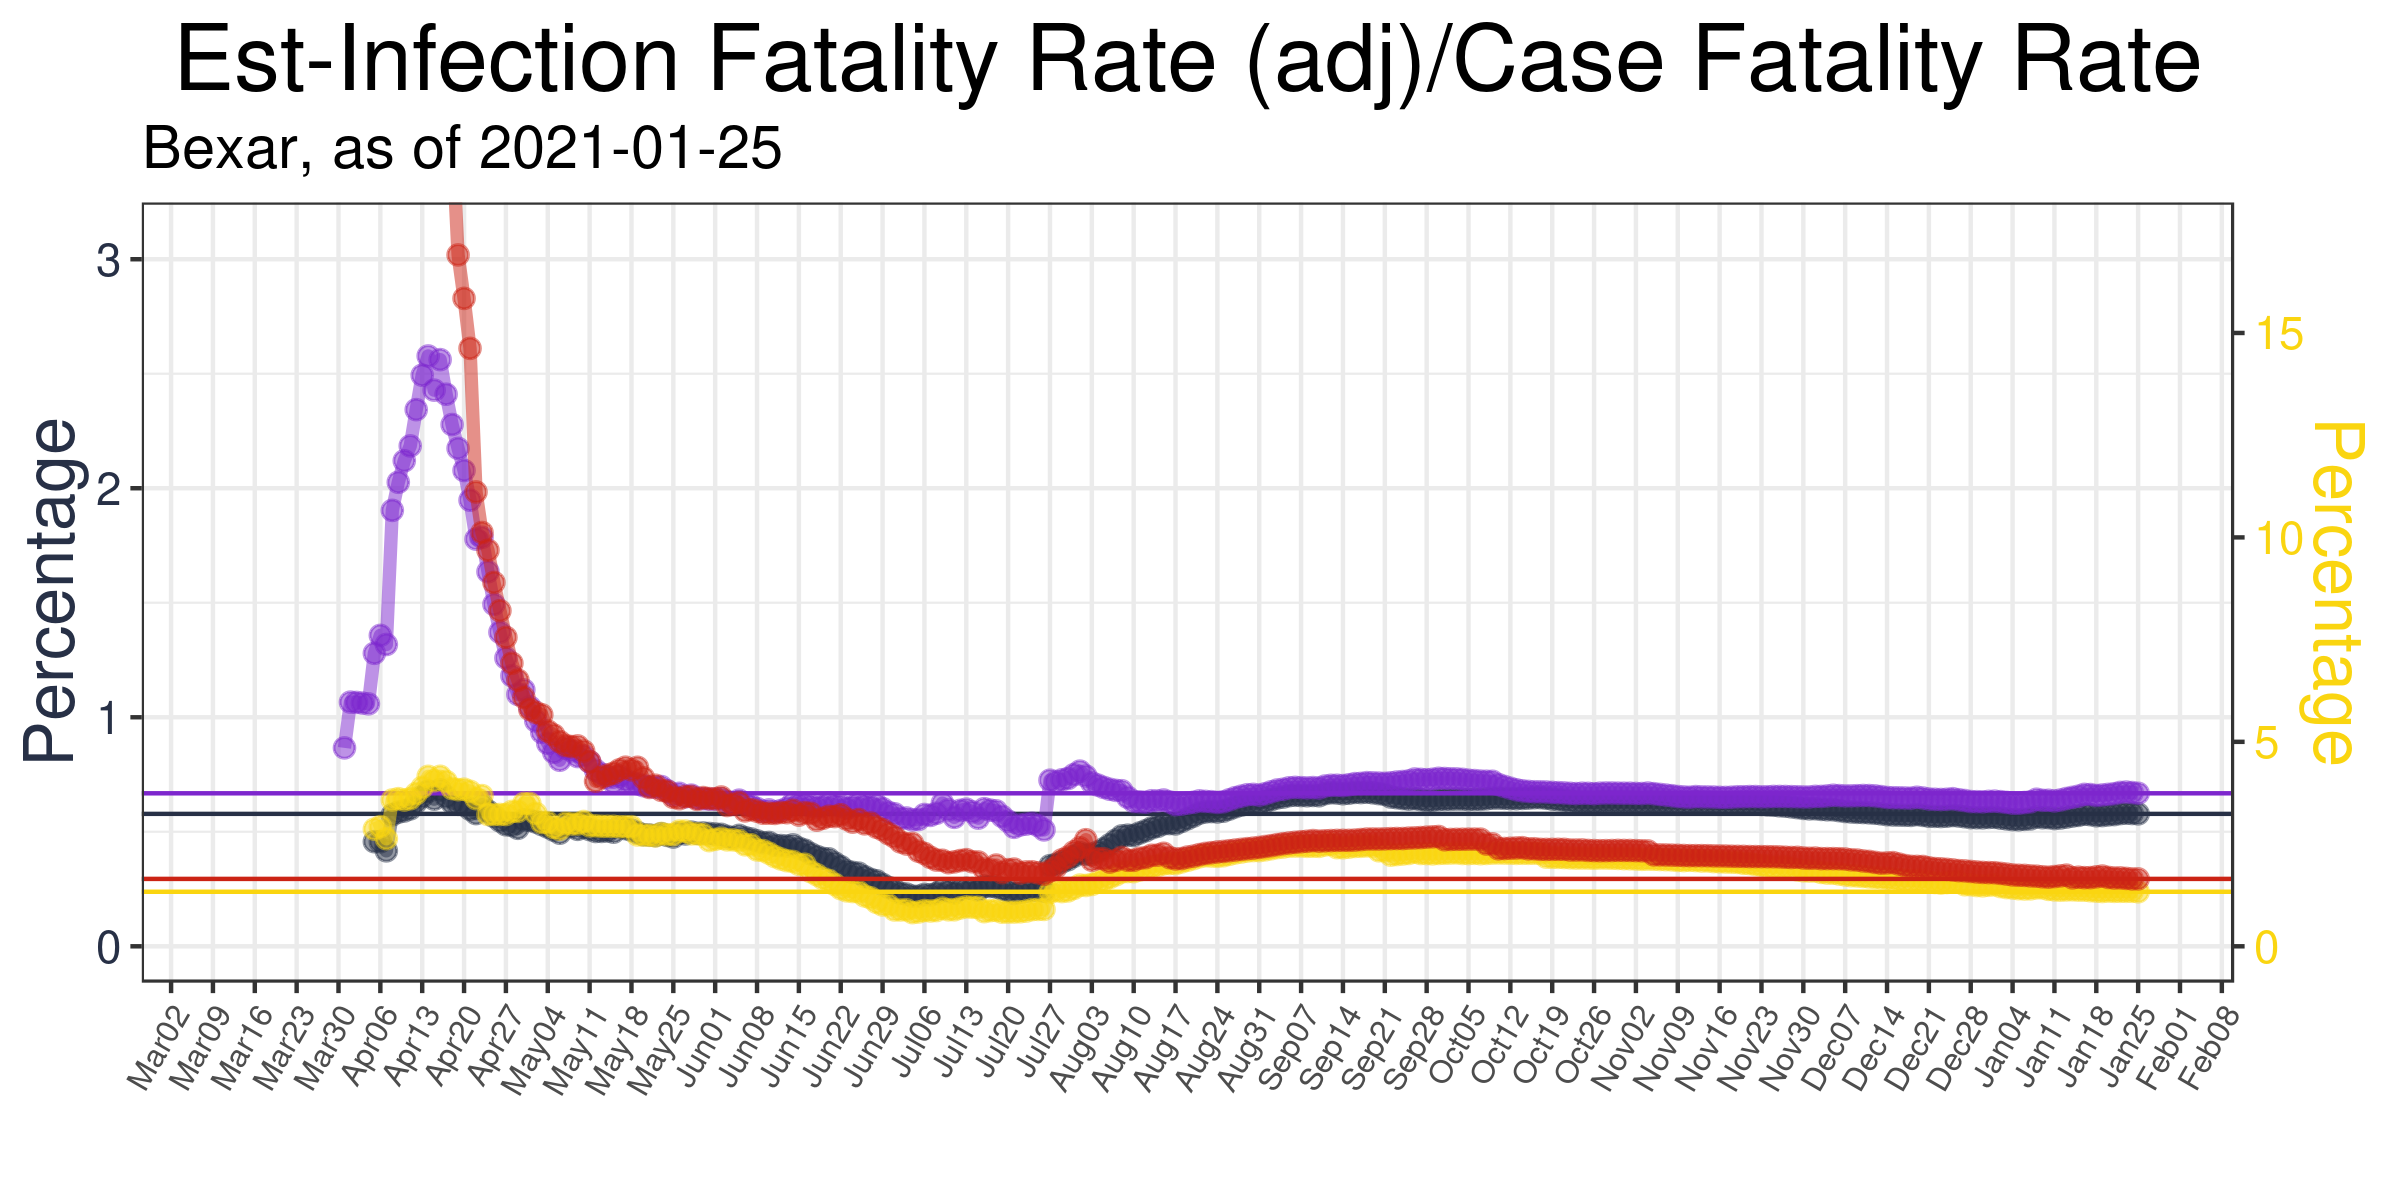 Est-Infection Fatality Rate (adj)/Case Fatality Rate
Bexar, as of 2021-01-25
Percentage
3
2
1
0
15
10
5
0
Percentage
Mar02
Mar09
Mar16
Mar23
Mar30
Apr06
Apr13
Apr20
Apr27
May04
May11
May18
May25
Jun01
Jun08
Jun15
Jun22
Jun29
Jul06
Jul13
Jul20
Jul27
Aug03
Aug10
Aug17
Aug24
Aug31
Sep07
Sep14
Sep21
Sep28
Oct05
Oct12
Oct19
Oct26
Nov02
Nov09
Nov16
Nov23
Nov30
Dec07
Dec14
Dec21
Dec28
Jan04
Jan11
Jan18
Jan25
Feb01
Feb08